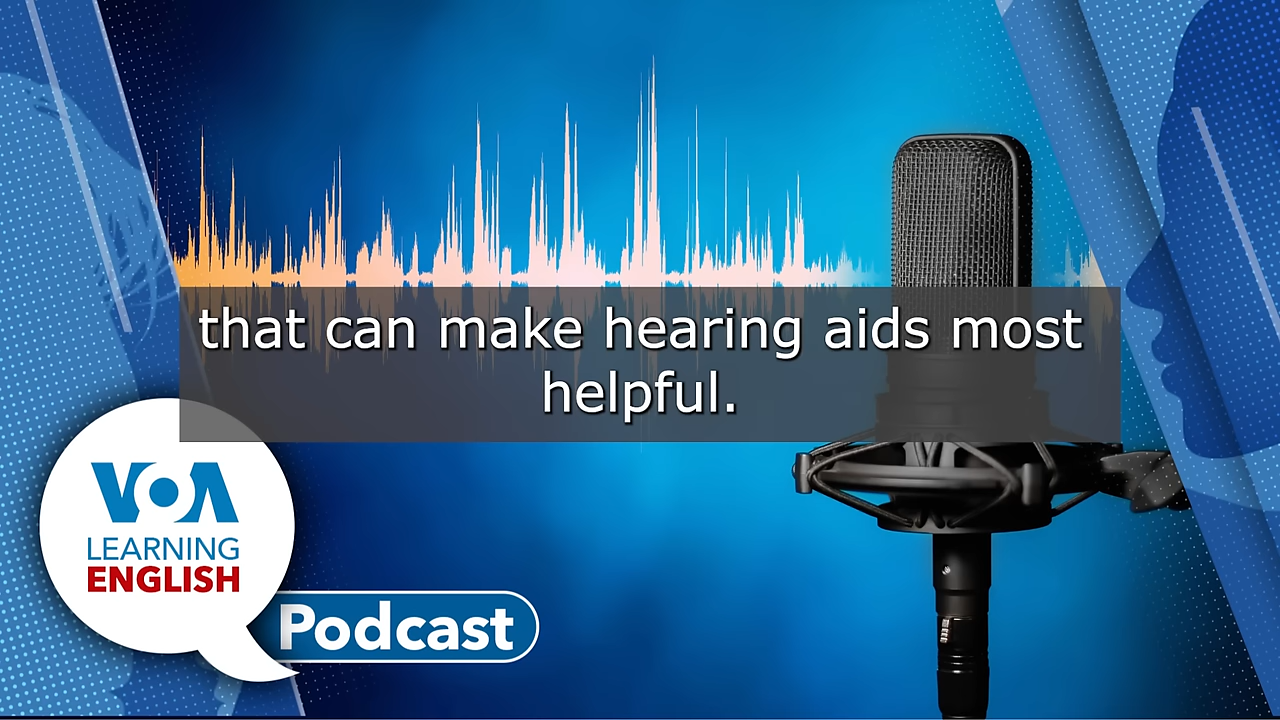 that can make hearing aids most
helpful.
VOA
LEARNING
ENGLISH
Podcast